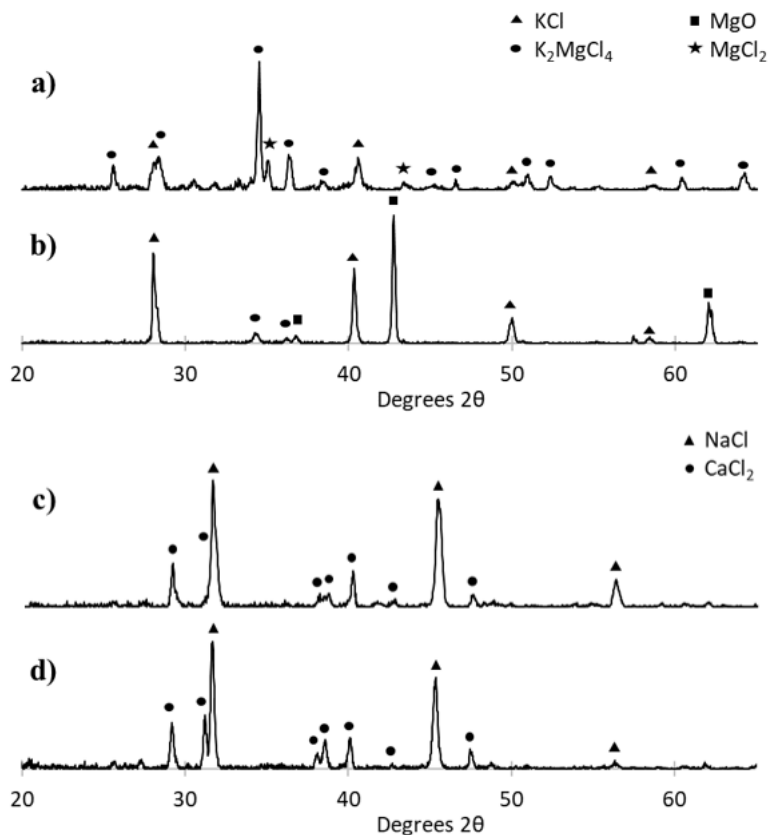 ▲ KCl ■ MgO
● K₂MgCl₄ ★ MgCl₂
a)
b)
20 30 40 50 60
Degrees 2θ
▲ NaCl
● CaCl₂
c)
d)
20 30 40 50 60
Degrees 2θ